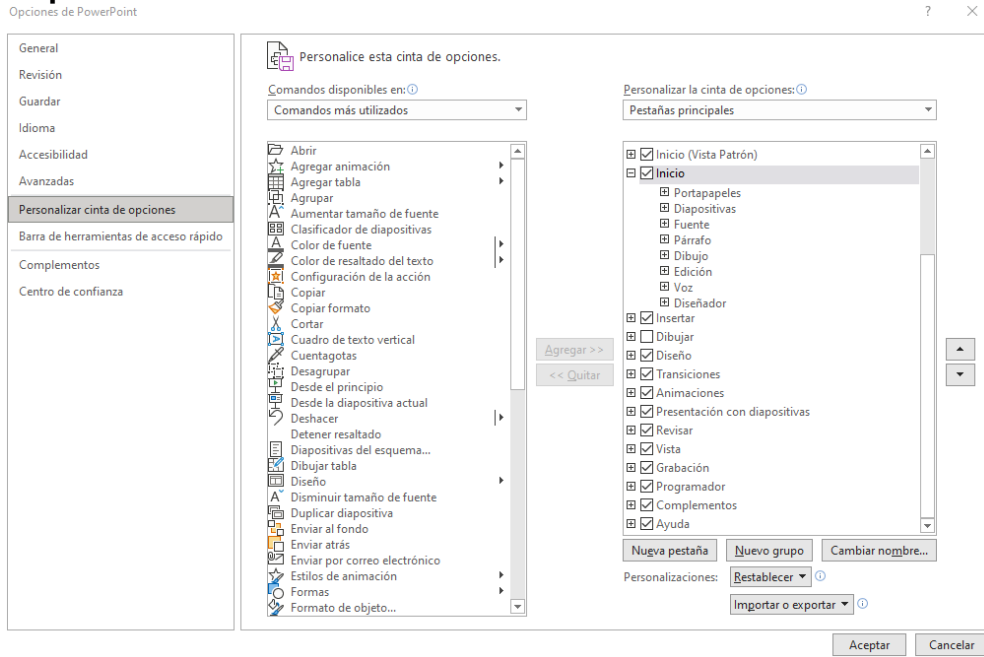 Opciones de PowerPoint
?
General
Revisión
Guardar
Idioma
Accesibilidad
Avanzadas
Personalizar cinta de opciones
Barra de herramientas de acceso rápido
Complementos
Centro de confianza
Personalice esta cinta de opciones.
Comandos disponibles en:
Comandos más utilizados
Abrir
Agregar animación
Agregar tabla
Agrupar
Aumentar tamaño de fuente
Clasificador de diapositivas
Color de fuente
Color de resaltado del texto
Configuración de la acción
Copiar
Copiar formato
Cortar
Cuadro de texto vertical
Cuentagotas
Desagrupar
Desde el principio
Desde la diapositiva actual
Deshacer
Detener resaltado
Diapositivas del esquema...
Dibujar tabla
Diseño
Disminuir tamaño de fuente
Duplicar diapositiva
Enviar al fondo
Enviar atrás
Enviar por correo electrónico
Estilos de animación
Formas
Formato de objeto...
Agregar >>
<< Quitar
Personalizar la cinta de opciones:
Pestañas principales
Inicio (Vista Patrón)
Inicio
Portapapeles
Diapositivas
Fuente
Párrafo
Dibujo
Edición
Voz
Diseñador
Insertar
Dibujar
Diseño
Transiciones
Animaciones
Presentación con diapositivas
Revisar
Vista
Grabación
Programador
Complementos
Ayuda
Nueva pestaña
Nuevo grupo
Cambiar nombre...
Personalizaciones:
Restablecer
Importar o exportar
Aceptar
Cancelar